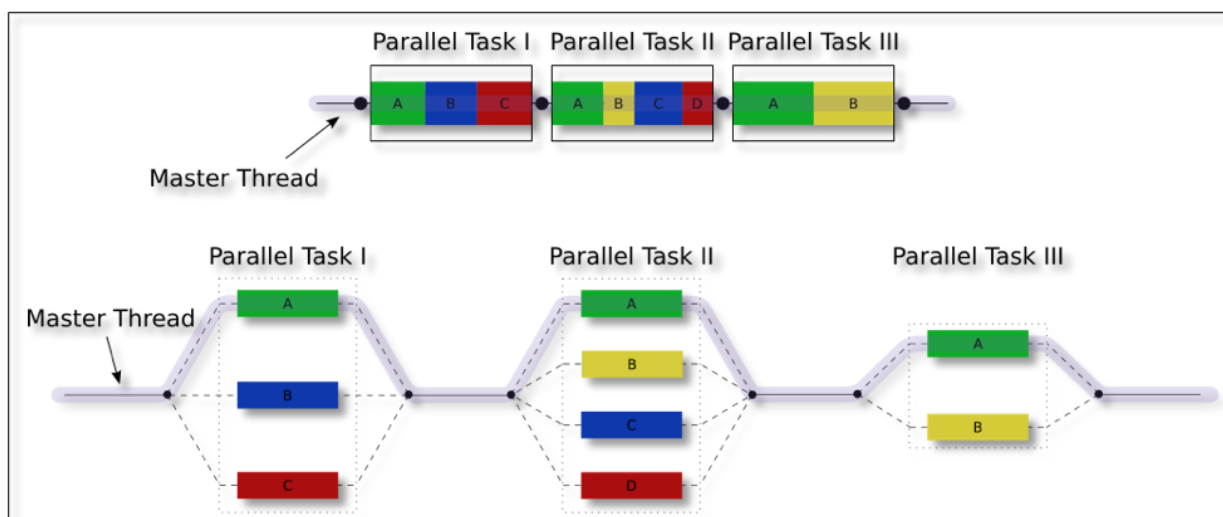 Parallel Task I Parallel Task II Parallel Task III
A B C A B C D A B
Master Thread
Parallel Task I Parallel Task II Parallel Task III
A A
Master Thread A
B
B
C B
C D